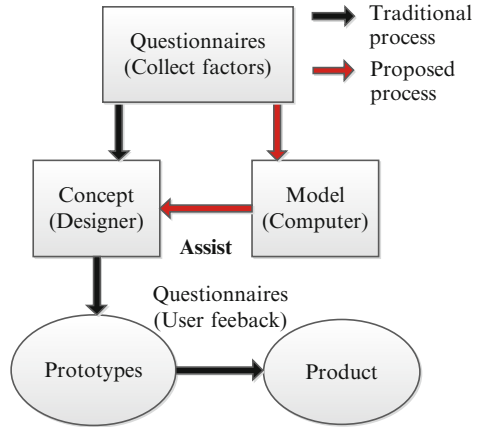 Questionnaires
(Collect factors)
Traditional
process
Proposed
process
Concept
(Designer)
Model
(Computer)
Assist
Questionnaires
(User feeback)
Prototypes
Product